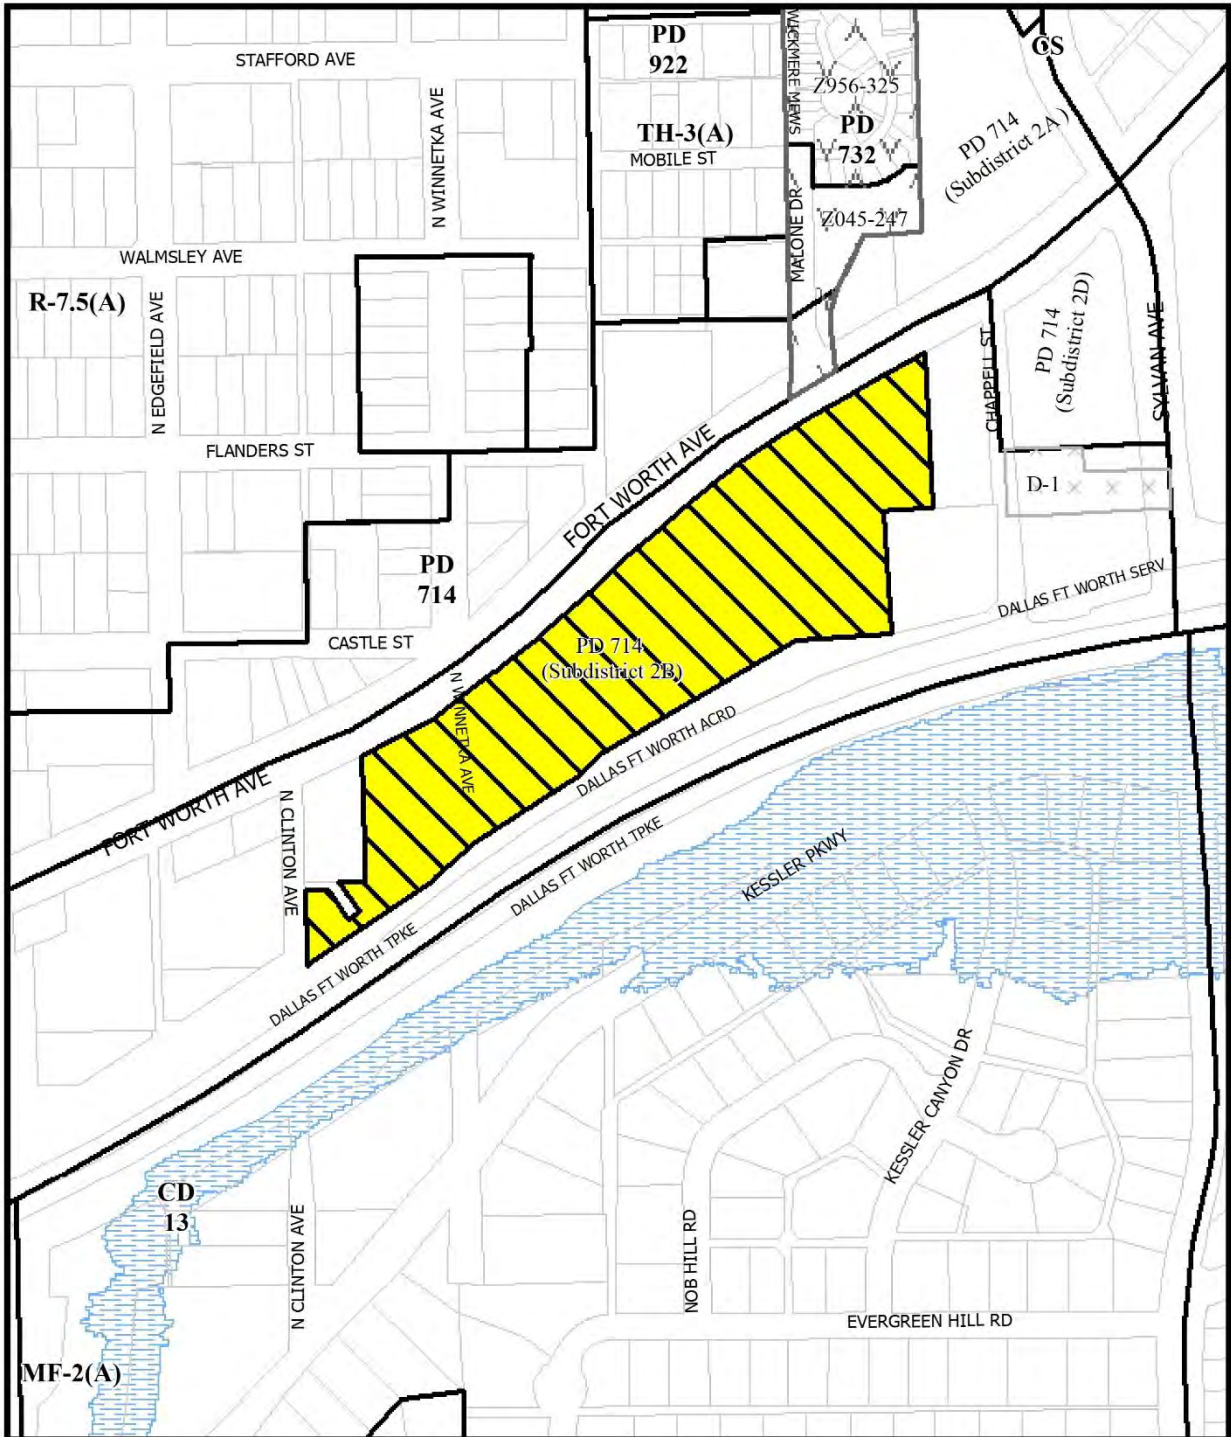 STAFFORD AVE
N WINNETKA AVE
PD
922
WICKMERE MEWS
Z956-325
CS
TH-3(A)
MOBILE ST
PD
732
PD 714
(Subdistrict 2A)
MALONE DR
Z045-247
WALMSLEY AVE
R-7.5(A)
N EDGEFIELD AVE
CHAPPELL ST
PD 714
(Subdistrict 2D)
SYLVAN AVE
FLANDERS ST
FORT WORTH AVE
D-1
PD
714
DALLAS FT WORTH SERV
CASTLE ST
PD 714
(Subdistrict 2B)
N WINNETKA AVE
DALLAS FT WORTH ACRD
FORT WORTH AVE
N CLINTON AVE
DALLAS FT WORTH TPKE
KESSLER PKWY
DALLAS FT WORTH TPKE
KESSLER CANYON DR
CD
13
N CLINTON AVE
NOB HILL RD
EVERGREEN HILL RD
MF-2(A)